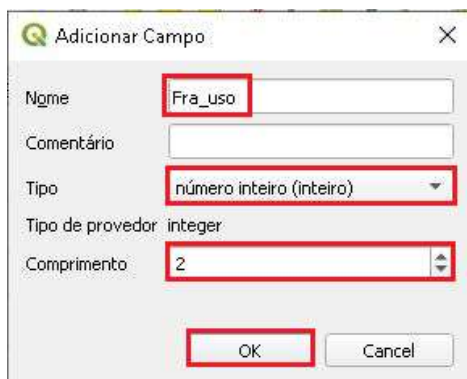 Adicionar Campo
Nome Fra_uso
Comentário
Tipo número inteiro (inteiro)
Tipo de provedor integer
Comprimento 2
OK Cancel